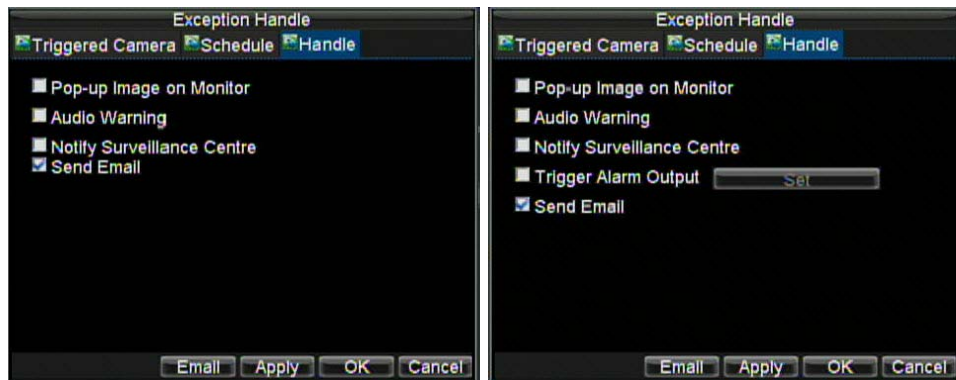 Exception Handle
Triggered Camera Schedule Handle
Pop-up Image on Monitor
Audio Warning
Notify Surveillance Centre
Send Email
Email Apply OK Cancel
Exception Handle
Triggered Camera Schedule Handle
Pop-up Image on Monitor
Audio Warning
Notify Surveillance Centre
Trigger Alarm Output Set
Send Email
Email Apply OK Cancel